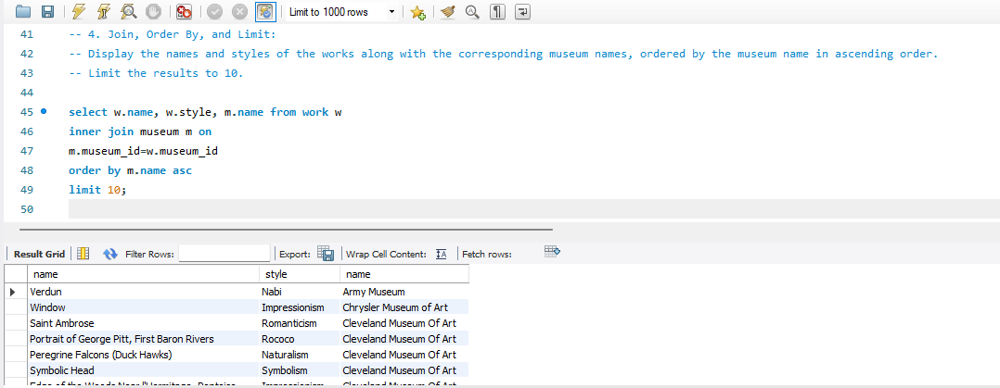 Limit to 1000 rows
41 -- 4. Join, Order By, and Limit:
42 -- Display the names and styles of the works along with the corresponding museum names, ordered by the museum name in ascending order.
43 -- Limit the results to 10.
44
45 select w.name, w.style, m.name from work w
46 inner join museum m on
47 m.museum_id=w.museum_id
48 order by m.name asc
49 limit 10;
50
Result Grid Filter Rows: Export: Wrap Cell Content: IA Fetch rows:
name style name
Verdun Nabi Army Museum
Window Impressionism Chrysler Museum of Art
Saint Ambrose Romanticism Cleveland Museum Of Art
Portrait of George Pitt, First Baron Rivers Rococo Cleveland Museum Of Art
Peregrine Falcons (Duck Hawks) Naturalism Cleveland Museum Of Art
Symbolic Head Symbolism Cleveland Museum Of Art